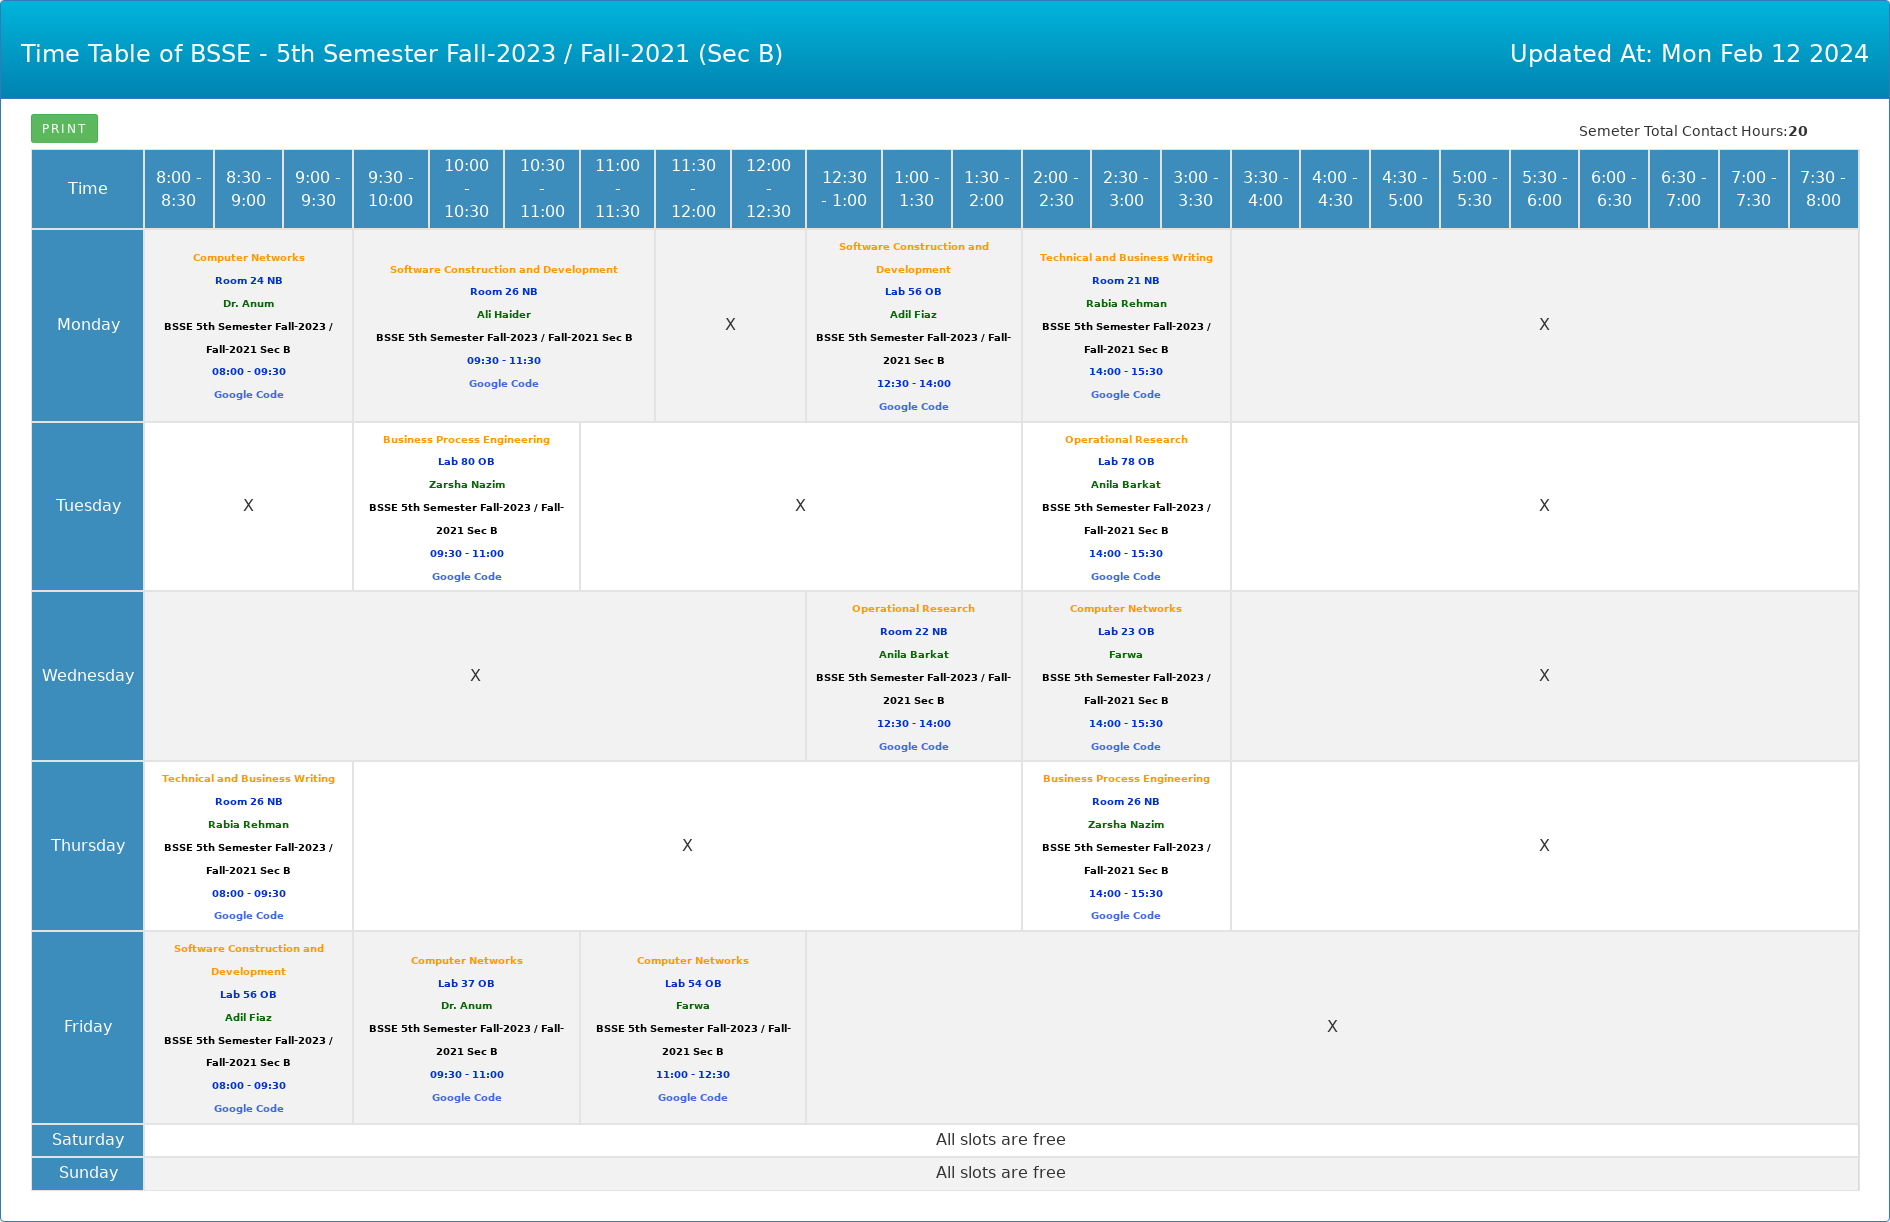 Time Table of BSSE - 5th Semester Fall-2023 / Fall-2021 (Sec B)
Updated At: Mon Feb 12 2024
PRINT
Semeter Total Contact Hours:20
Time
8:00 -
8:30
8:30 -
9:00
9:00 -
9:30
9:30 -
10:00
10:00
-
10:30
10:30
-
11:00
11:00
-
11:30
11:30
-
12:00
12:00
-
12:30
12:30
- 1:00
1:00 -
1:30
1:30 -
2:00
2:00 -
2:30
2:30 -
3:00
3:00 -
3:30
3:30 -
4:00
4:00 -
4:30
4:30 -
5:00
5:00 -
5:30
5:30 -
6:00
6:00 -
6:30
6:30 -
7:00
7:00 -
7:30
7:30 -
8:00
Monday
Computer Networks
Room 24 NB
Dr. Anum
BSSE 5th Semester Fall-2023 /
Fall-2021 Sec B
08:00 - 09:30
Google Code
Software Construction and Development
Room 26 NB
Ali Haider
BSSE 5th Semester Fall-2023 / Fall-2021 Sec B
09:30 - 11:30
Google Code
X
Software Construction and
Development
Lab 56 OB
Adil Fiaz
BSSE 5th Semester Fall-2023 / Fall-
2021 Sec B
12:30 - 14:00
Google Code
Technical and Business Writing
Room 21 NB
Rabia Rehman
BSSE 5th Semester Fall-2023 /
Fall-2021 Sec B
14:00 - 15:30
Google Code
X
Tuesday
X
Business Process Engineering
Lab 80 OB
Zarsha Nazim
BSSE 5th Semester Fall-2023 / Fall-
2021 Sec B
09:30 - 11:00
Google Code
X
Operational Research
Lab 78 OB
Anila Barkat
BSSE 5th Semester Fall-2023 /
Fall-2021 Sec B
14:00 - 15:30
Google Code
X
Wednesday
X
Operational Research
Room 22 NB
Anila Barkat
BSSE 5th Semester Fall-2023 / Fall-
2021 Sec B
12:30 - 14:00
Google Code
Computer Networks
Lab 23 OB
Farwa
BSSE 5th Semester Fall-2023 /
Fall-2021 Sec B
14:00 - 15:30
Google Code
X
Thursday
Technical and Business Writing
Room 26 NB
Rabia Rehman
BSSE 5th Semester Fall-2023 /
Fall-2021 Sec B
08:00 - 09:30
Google Code
X
Business Process Engineering
Room 26 NB
Zarsha Nazim
BSSE 5th Semester Fall-2023 /
Fall-2021 Sec B
14:00 - 15:30
Google Code
X
Friday
Software Construction and
Development
Lab 56 OB
Adil Fiaz
BSSE 5th Semester Fall-2023 /
Fall-2021 Sec B
08:00 - 09:30
Google Code
Computer Networks
Lab 37 OB
Dr. Anum
BSSE 5th Semester Fall-2023 / Fall-
2021 Sec B
09:30 - 11:00
Google Code
Computer Networks
Lab 54 OB
Farwa
BSSE 5th Semester Fall-2023 / Fall-
2021 Sec B
11:00 - 12:30
Google Code
X
Saturday
All slots are free
Sunday
All slots are free